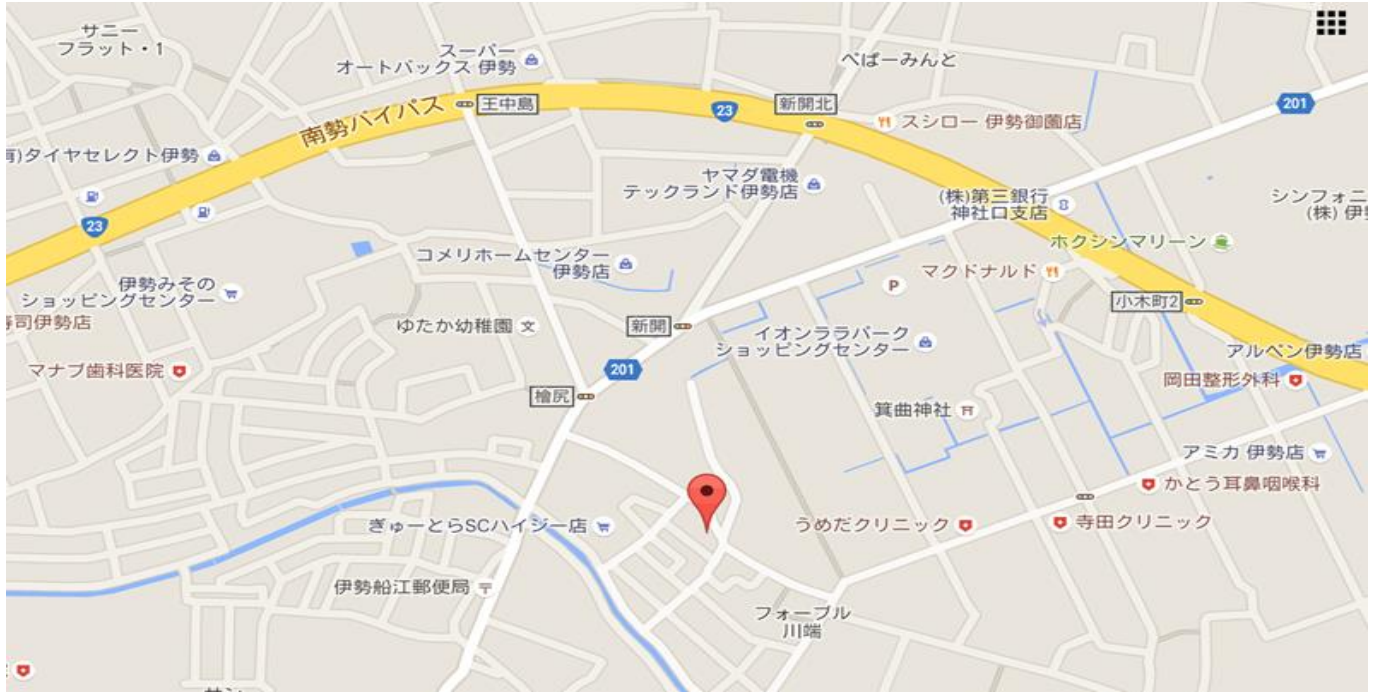 サニー
フラット・1
スーパー
オートバックス 伊勢
ぺぱーみんと
南勢バイパス
王中島
23
新開北
201
スシロー 伊勢御薗店
有)タイヤセレクト伊勢
ヤマダ電機
テックランド伊勢店
(株)第三銀行
神社口支店
シンフォニ
(株) 伊勢
23
ホクシンマリーン
コメリホームセンター
伊勢店
マクドナルド
P
伊勢みその
ショッピングセンター
小木町2
寿司伊勢店
ゆたか幼稚園
文
新開
イオンララパーク
ショッピングセンター
アルペン伊勢店
マナブ歯科医院
201
岡田整形外科
檜尻
箕曲神社
アミカ 伊勢店
かとう耳鼻咽喉科
ぎゅーとらSCハイジー店
うめだクリニック
寺田クリニック
伊勢船江郵便局
フォーブル
川端
サン